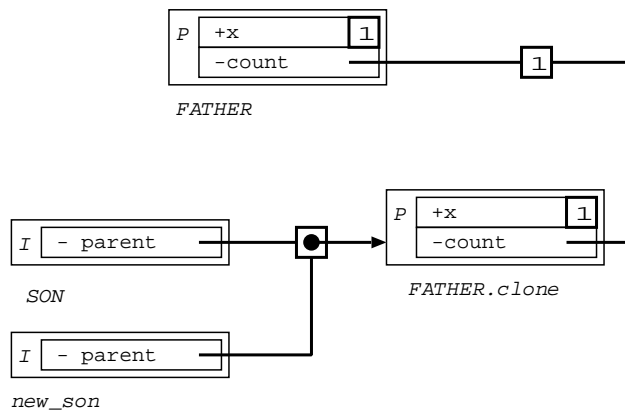 P +x 1
-count 1
FATHER
P +x 1
I - parent -count
SON FATHER.clone
I - parent
new_son